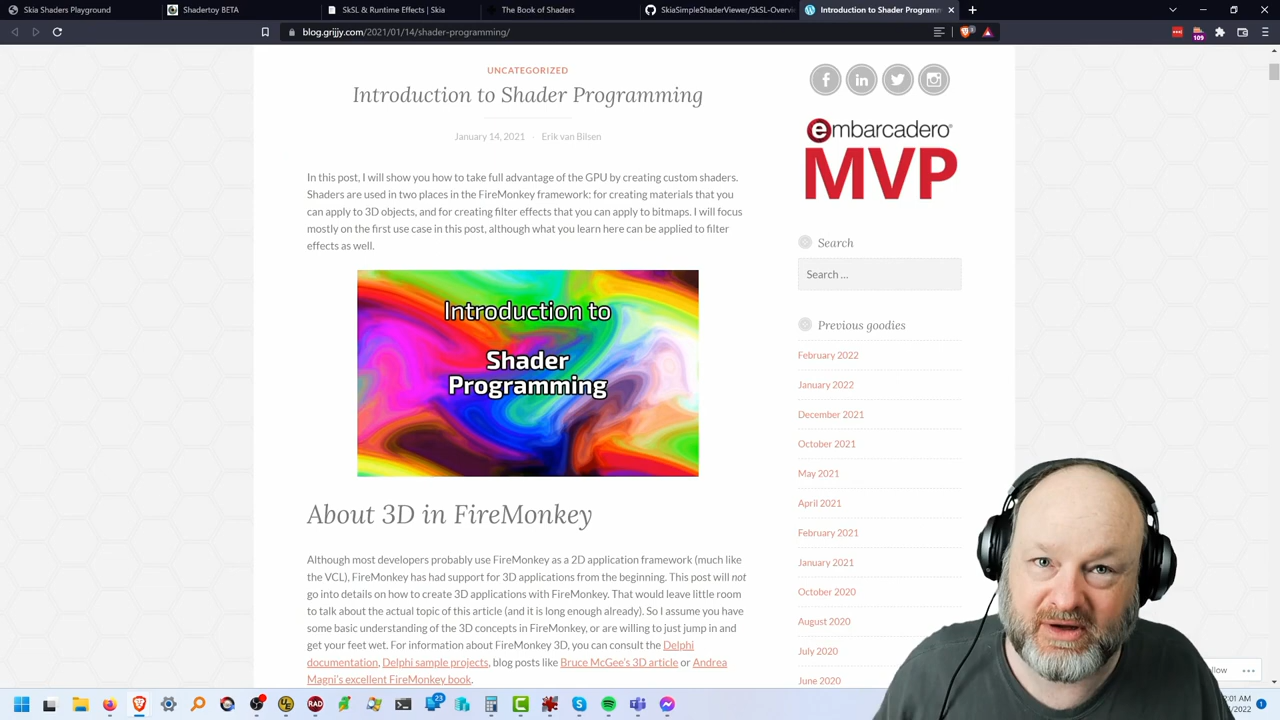 Skia Shaders Playground
Shadertoy BETA
SkSL & Runtime Effects | Skia
The Book of Shaders
SkiaSimpleShaderViewer/SkSL-Overvi
Introduction to Shader Programming
blog.grijjy.com/2021/01/14/shader-programming/
1
109
UNCATEGORIZED
Introduction to Shader Programming
January 14, 2021 · Erik van Bilsen
In this post, I will show you how to take full advantage of the GPU by creating custom shaders.
Shaders are used in two places in the FireMonkey framework: for creating materials that you
can apply to 3D objects, and for creating filter effects that you can apply to bitmaps. I will focus
mostly on the first use case in this post, although what you learn here can be applied to filter
effects as well.
Introduction to
Shader
Programming
About 3D in FireMonkey
Although most developers probably use FireMonkey as a 2D application framework (much like
the VCL), FireMonkey has had support for 3D applications from the beginning. This post will not
go into details on how to create 3D applications with FireMonkey. That would leave little room
to talk about the actual topic of this article (and it is long enough already). So I assume you have
some basic understanding of the 3D concepts in FireMonkey, or are willing to just jump in and
get your feet wet. For information about FireMonkey 3D, you can consult the Delphi
documentation, Delphi sample projects, blog posts like Bruce McGee's 3D article or Andrea
Magni's excellent FireMonkey book.
embarcadero®
MVP
Search
Search …
Previous goodies
February 2022
January 2022
December 2021
October 2021
May 2021
April 2021
February 2021
January 2021
October 2020
August 2020
July 2020
June 2020
llow
RAD
23
2:01 AM
/2022